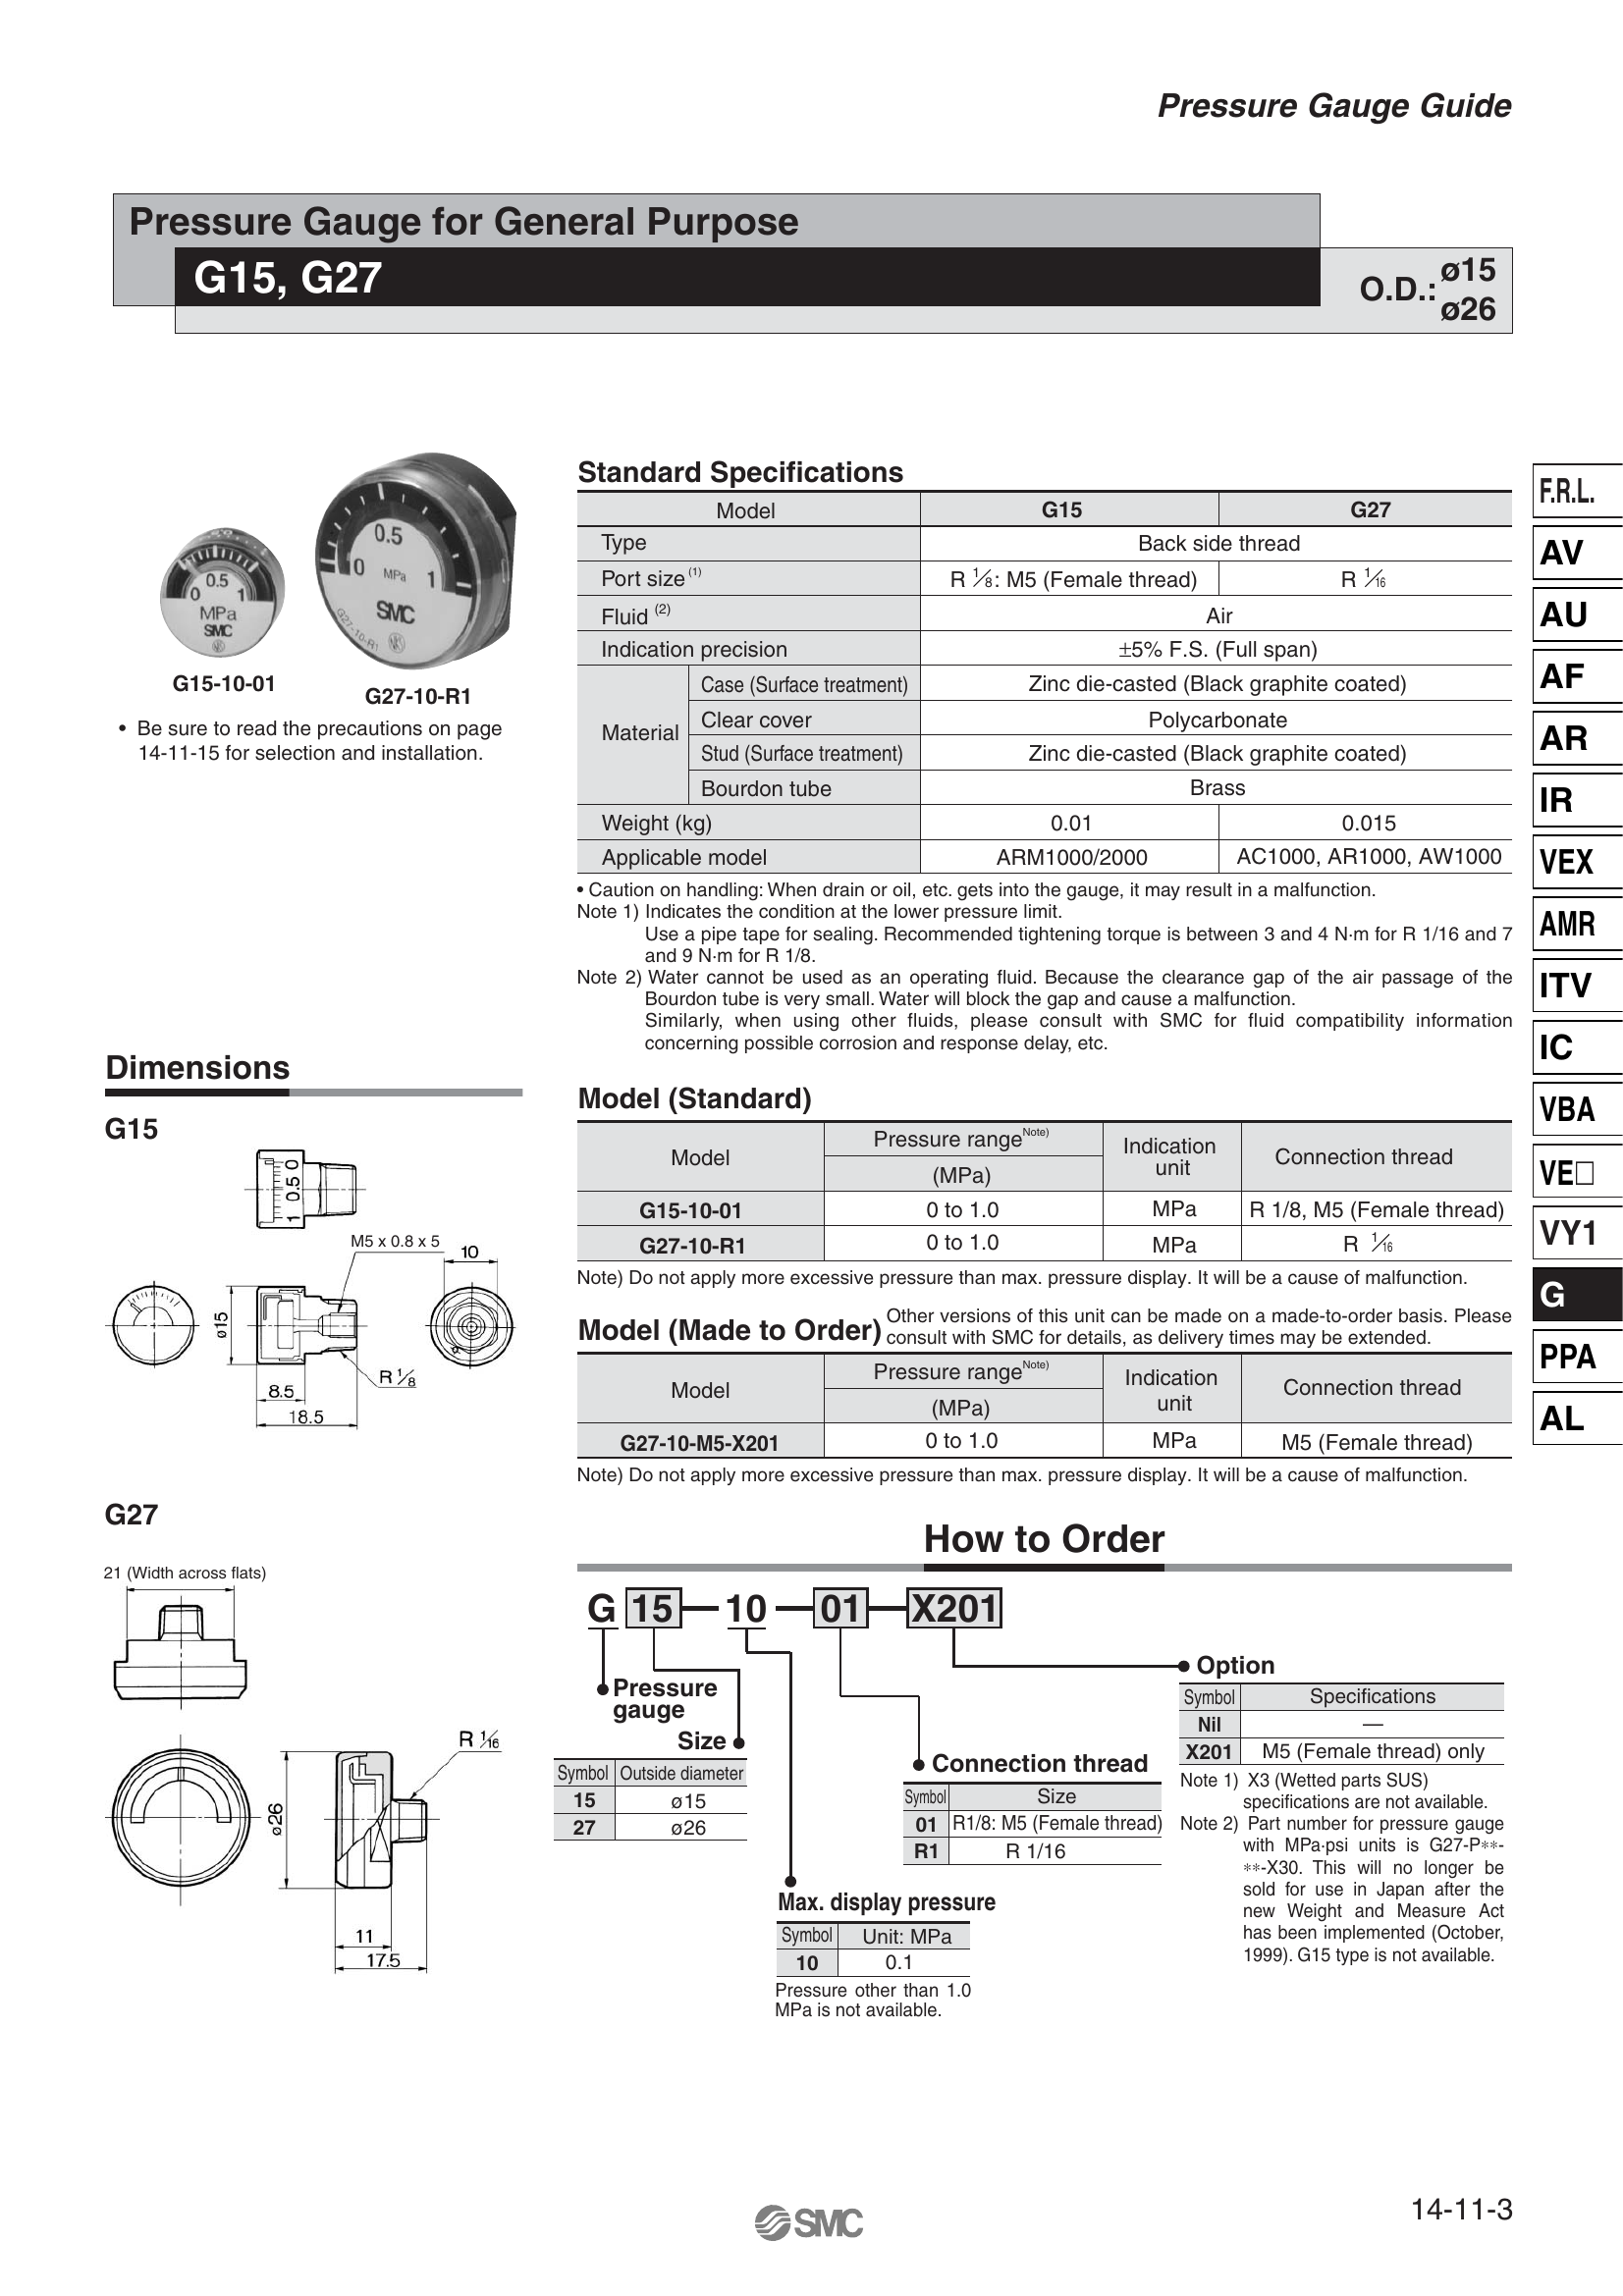 Pressure Gauge Guide
Pressure Gauge for General Purpose
G15, G27
O.D.: ø15
ø26
0.5
0 1
MPa
SMC
0.5
0 MPa 1
SMC
G27-10-R1
G15-10-01
G27-10-R1
• Be sure to read the precautions on page
14-11-15 for selection and installation.
Standard Specifications
Model G15 G27
Type Back side thread
Port size (1) R 1⁄8: M5 (Female thread) R 1⁄16
Fluid (2) Air
Indication precision ±5% F.S. (Full span)
Material
Case (Surface treatment) Zinc die-casted (Black graphite coated)
Clear cover Polycarbonate
Stud (Surface treatment) Zinc die-casted (Black graphite coated)
Bourdon tube Brass
Weight (kg) 0.01 0.015
Applicable model ARM1000/2000 AC1000, AR1000, AW1000
• Caution on handling: When drain or oil, etc. gets into the gauge, it may result in a malfunction.
Note 1) Indicates the condition at the lower pressure limit.
Use a pipe tape for sealing. Recommended tightening torque is between 3 and 4 N·m for R 1/16 and 7
and 9 N·m for R 1/8.
Note 2) Water cannot be used as an operating fluid. Because the clearance gap of the air passage of the
Bourdon tube is very small. Water will block the gap and cause a malfunction.
Similarly, when using other fluids, please consult with SMC for fluid compatibility information
concerning possible corrosion and response delay, etc.
Dimensions
G15
1 0.5 0
M5 x 0.8 x 5
10
ø15
R 1⁄8
8.5
18.5
G27
21 (Width across flats)
R 1⁄16
ø26
11
17.5
Model (Standard)
Model Pressure range Note) (MPa) Indication unit Connection thread
G15-10-01 0 to 1.0 MPa R 1/8, M5 (Female thread)
G27-10-R1 0 to 1.0 MPa R 1⁄16
Note) Do not apply more excessive pressure than max. pressure display. It will be a cause of malfunction.
Model (Made to Order) Other versions of this unit can be made on a made-to-order basis. Please
consult with SMC for details, as delivery times may be extended.
Model Pressure range Note) (MPa) Indication unit Connection thread
G27-10-M5-X201 0 to 1.0 MPa M5 (Female thread)
Note) Do not apply more excessive pressure than max. pressure display. It will be a cause of malfunction.
How to Order
G 15 — 10 — 01 — X201
Pressure
gauge
Size
Symbol Outside diameter
15 ø15
27 ø26
Max. display pressure
Symbol Unit: MPa
10 0.1
Pressure other than 1.0
MPa is not available.
Connection thread
Symbol Size
01 R1/8: M5 (Female thread)
R1 R 1/16
Option
Symbol Specifications
Nil —
X201 M5 (Female thread) only
Note 1) X3 (Wetted parts SUS)
specifications are not available.
Note 2) Part number for pressure gauge
with MPa·psi units is G27-P∗∗-
∗∗-X30. This will no longer be
sold for use in Japan after the
new Weight and Measure Act
has been implemented (October,
1999). G15 type is not available.
F.R.L.
AV
AU
AF
AR
IR
VEX
AMR
ITV
IC
VBA
VE□
VY1
G
PPA
AL
SMC
14-11-3